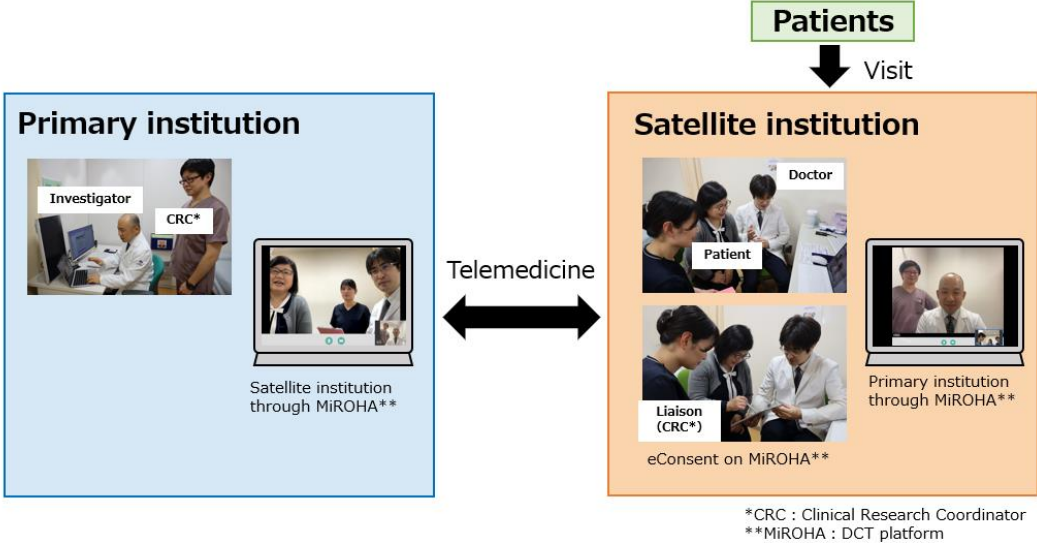 Patients
Visit
Primary institution
Investigator
CRC*
Satellite institution
through MiROHA**
Telemedicine
Satellite institution
Doctor
Patient
Liaison
(CRC*)
eConsent on MiROHA**
Primary institution
through MiROHA**
*CRC : Clinical Research Coordinator
**MiROHA : DCT platform